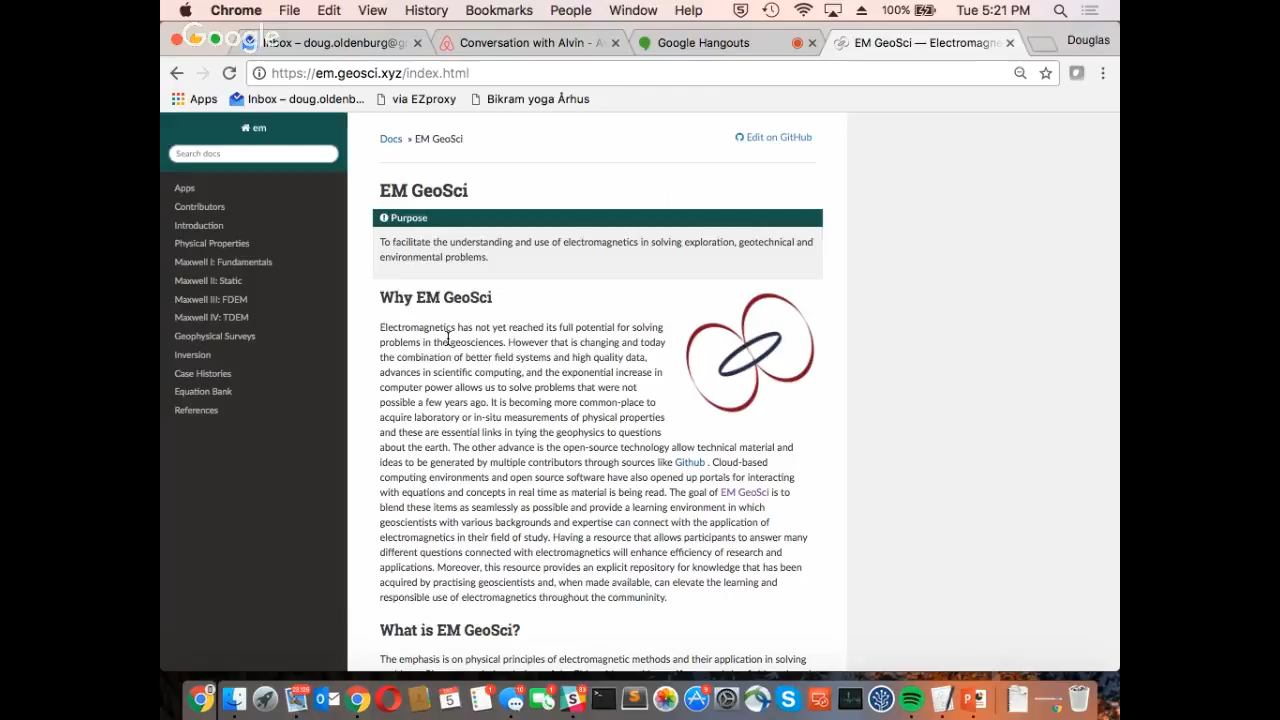 Chrome File Edit View History Bookmarks People Window Help 100% Tue 5:21 PM
Google
Inbox – doug.oldenburg@g
Conversation with Alvin - A
Google Hangouts
EM GeoSci — Electromagne
Douglas
https://em.geosci.xyz/index.html
Apps Inbox – doug.oldenb... via EZproxy Bikram yoga Århus
em
Search docs
Apps
Contributors
Introduction
Physical Properties
Maxwell I: Fundamentals
Maxwell II: Static
Maxwell III: FDEM
Maxwell IV: TDEM
Geophysical Surveys
Inversion
Case Histories
Equation Bank
References
Docs » EM GeoSci
Edit on GitHub
EM GeoSci
Purpose
To facilitate the understanding and use of electromagnetics in solving exploration, geotechnical and
environmental problems.
Why EM GeoSci
Electromagnetics has not yet reached its full potential for solving
problems in the geosciences. However that is changing and today
the combination of better field systems and high quality data,
advances in scientific computing, and the exponential increase in
computer power allows us to solve problems that were not
possible a few years ago. It is becoming more common-place to
acquire laboratory or in-situ measurements of physical properties
and these are essential links in tying the geophysics to questions
about the earth. The other advance is the open-source technology allow technical material and
ideas to be generated by multiple contributors through sources like Github . Cloud-based
computing environments and open source software have also opened up portals for interacting
with equations and concepts in real time as material is being read. The goal of EM GeoSci is to
blend these items as seamlessly as possible and provide a learning environment in which
geoscientists with various backgrounds and expertise can connect with the application of
electromagnetics in their field of study. Having a resource that allows participants to answer many
different questions connected with electromagnetics will enhance efficiency of research and
applications. Moreover, this resource provides an explicit repository for knowledge that has been
acquired by practising geoscientists and, when made available, can elevate the learning and
responsible use of electromagnetics throughout the communinity.
What is EM GeoSci?
The emphasis is on physical principles of electromagnetic methods and their application in solving